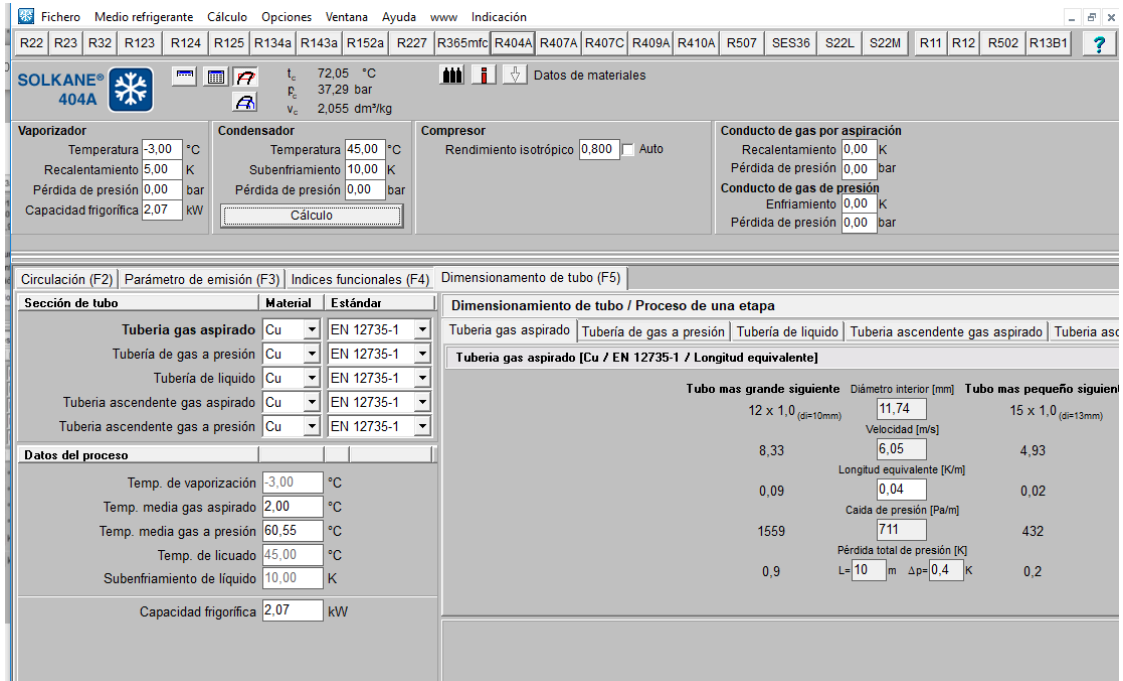 Fichero Medio refrigerante Cálculo Opciones Ventana Ayuda www Indicación
R22 R23 R32 R123 R124 R125 R134a R143a R152a R227 R365mfc R404A R407A R407C R409A R410A R507 SES36 S22L S22M R11 R12 R502 R13B1 ?
SOLKANE® 404A
tc 72,05 °C
pc 37,29 bar
vc 2,055 dm³/kg
Datos de materiales
Vaporizador
Temperatura -3,00 °C
Recalentamiento 5,00 K
Pérdida de presión 0,00 bar
Capacidad frigorífica 2,07 kW
Condensador
Temperatura 45,00 °C
Subenfriamiento 10,00 K
Pérdida de presión 0,00 bar
Cálculo
Compresor
Rendimiento isotrópico 0,800 Auto
Conducto de gas por aspiración
Recalentamiento 0,00 K
Pérdida de presión 0,00 bar
Conducto de gas de presión
Enfriamiento 0,00 K
Pérdida de presión 0,00 bar
Circulación (F2) Parámetro de emisión (F3) Indices funcionales (F4) Dimensionamento de tubo (F5)
Sección de tubo Material Estándar
Tuberia gas aspirado Cu EN 12735-1
Tubería de gas a presión Cu EN 12735-1
Tubería de liquido Cu EN 12735-1
Tuberia ascendente gas aspirado Cu EN 12735-1
Tuberia ascendente gas a presión Cu EN 12735-1
Datos del proceso
Temp. de vaporización -3,00 °C
Temp. media gas aspirado 2,00 °C
Temp. media gas a presión 60,55 °C
Temp. de licuado 45,00 °C
Subenfriamiento de líquido 10,00 K
Capacidad frigorífica 2,07 kW
Dimensionamiento de tubo / Proceso de una etapa
Tuberia gas aspirado Tubería de gas a presión Tubería de liquido Tuberia ascendente gas aspirado Tuberia asc
Tuberia gas aspirado [Cu / EN 12735-1 / Longitud equivalente]
Tubo mas grande siguiente Diámetro interior [mm] Tubo mas pequeño siguien
12 x 1,0 (di=10mm) 11,74 15 x 1,0 (di=13mm)
Velocidad [m/s]
8,33 6,05 4,93
Longitud equivalente [K/m]
0,09 0,04 0,02
Caida de presión [Pa/m]
1559 711 432
Pérdida total de presión [K]
0,9 L= 10 m Δp= 0,4 K 0,2